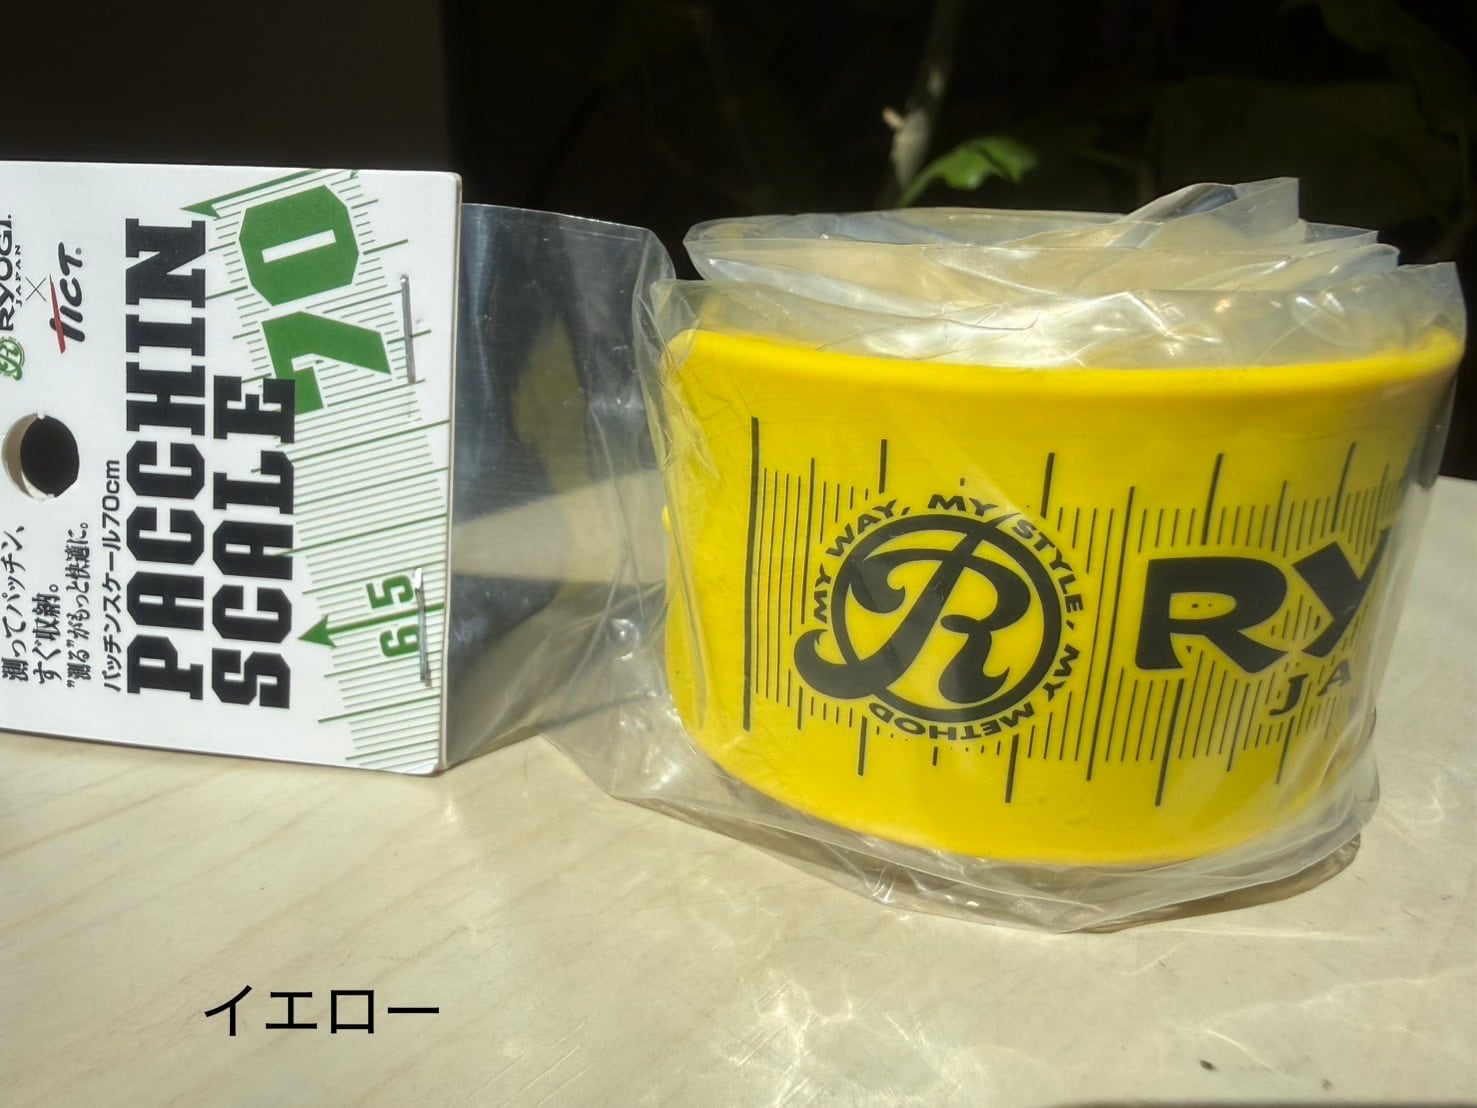 RYUGI.
JAPAN
×
TICT.
PACCHIN
SCALE
70
65
パッチンスケール70cm
測ってパッチン、
すぐ収納。
"測る"がもっと快適に。
MY WAY, MY STYLE, MY METHOD
R
RY
JA
イエロー